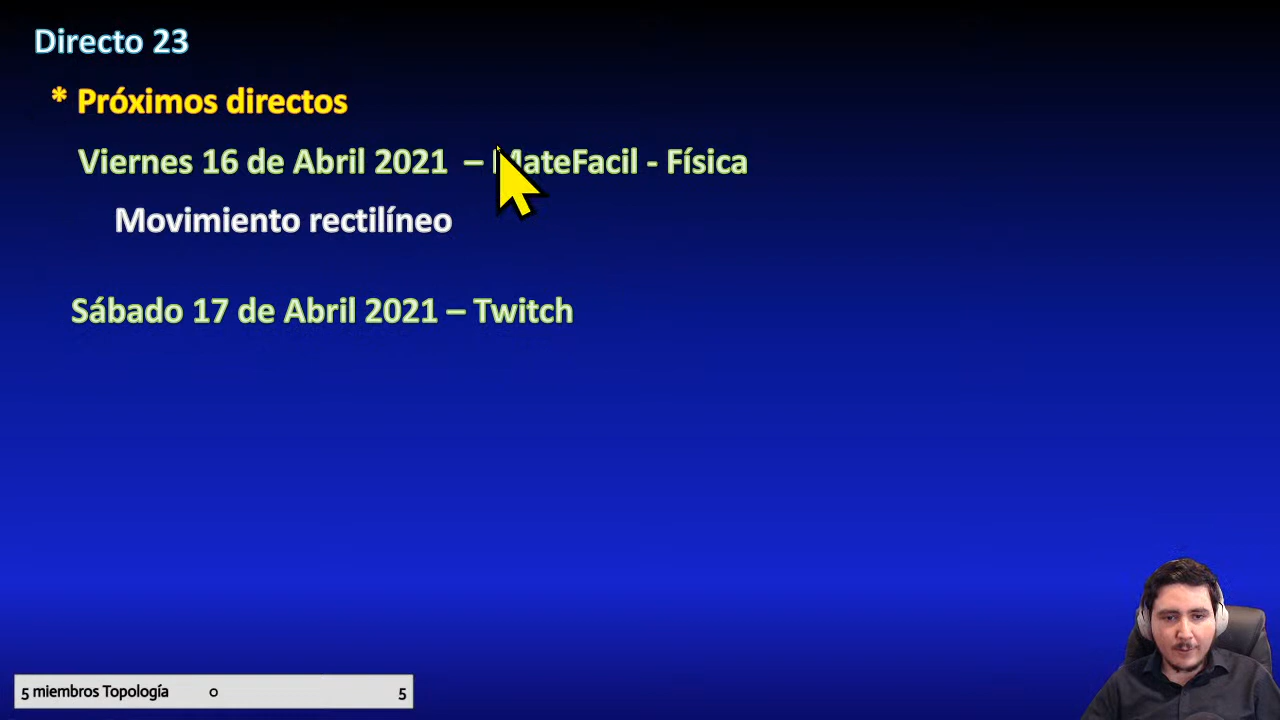 Directo 23
* Próximos directos
Viernes 16 de Abril 2021 – MateFacil - Física
Movimiento rectilíneo
Sábado 17 de Abril 2021 – Twitch
5 miembros Topología 0 5